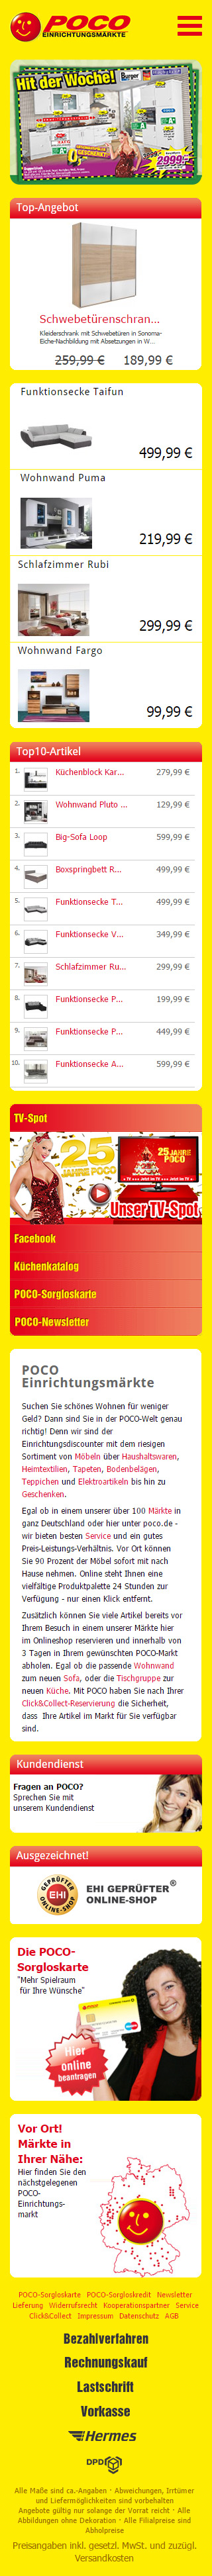 POCO
EINRICHTUNGSMÄRKTE
Hit der Woche!
Burger
2999.-
Top-Angebot
Schwebetürenschran...
Kleiderschrank mit Schwebetüren in Sonoma-
Eiche-Nachbildung mit Absetzungen in W...
259,99 € 189,99 €
Funktionsecke Taifun
499,99 €
Wohnwand Puma
219,99 €
Schlafzimmer Rubi
299,99 €
Wohnwand Fargo
99,99 €
Top10-Artikel
1. Küchenblock Kar... 279,99 €
2. Wohnwand Pluto ... 129,99 €
3. Big-Sofa Loop 599,99 €
4. Boxspringbett R... 499,99 €
5. Funktionsecke T... 499,99 €
6. Funktionsecke V... 349,99 €
7. Schlafzimmer Ru... 299,99 €
8. Funktionsecke P... 199,99 €
9. Funktionsecke P... 449,99 €
10. Funktionsecke A... 599,99 €
TV-Spot
25
JAHRE POCO
25 JAHRE
POCO
Unser TV-Spot
Facebook
Küchenkatalog
POCO-Sorgloskarte
POCO-Newsletter
POCO
Einrichtungsmärkte
Suchen Sie schönes Wohnen für weniger
Geld? Dann sind Sie in der POCO-Welt genau
richtig! Denn wir sind der
Einrichtungsdiscounter mit dem riesigen
Sortiment von Möbeln über Haushaltswaren,
Heimtextilien, Tapeten, Bodenbelägen,
Teppichen und Elektroartikeln bis hin zu
Geschenken.
Egal ob in einem unserer über 100 Märkte in
ganz Deutschland oder hier unter poco.de -
wir bieten besten Service und ein gutes
Preis-Leistungs-Verhältnis. Vor Ort können
Sie 90 Prozent der Möbel sofort mit nach
Hause nehmen. Online steht Ihnen eine
vielfältige Produktpalette 24 Stunden zur
Verfügung - nur einen Klick entfernt.
Zusätzlich können Sie viele Artikel bereits vor
Ihrem Besuch in einem unserer Märkte hier
im Onlineshop reservieren und innerhalb von
3 Tagen in Ihrem gewünschten POCO-Markt
abholen. Egal ob die passende Wohnwand
zum neuen Sofa, oder die Tischgruppe zur
neuen Küche. Mit POCO haben Sie nach Ihrer
Click&Collect-Reservierung die Sicherheit,
dass Ihre Artikel im Markt für Sie verfügbar
sind.
Kundendienst
Fragen an POCO?
Sprechen Sie mit
unserem Kundendienst
Ausgezeichnet!
GEPRÜFTER
EHI
ONLINE-SHOP
EHI GEPRÜFTER
ONLINE-SHOP
®
Die POCO-
Sorgloskarte
"Mehr Spielraum
für Ihre Wünsche"
Hier
online
beantragen
Vor Ort!
Märkte in
Ihrer Nähe:
Hier finden Sie den
nächstgelegenen
POCO-
Einrichtungs-
markt
POCO-Sorgloskarte POCO-Sorgloskredit Newsletter
Lieferung Widerrufsrecht Kooperationspartner Service
Click&Collect Impressum Datenschutz AGB
Bezahlverfahren
Rechnungskauf
Lastschrift
Vorkasse
Hermes
DPD
Alle Maße sind ca.-Angaben · Abweichungen, Irrtümer
und Liefermöglichkeiten sind vorbehalten
Angebote gültig nur solange der Vorrat reicht · Alle
Abbildungen ohne Dekoration · Alle Filialpreise sind
Abholpreise
Preisangaben inkl. gesetzl. MwSt. und zuzügl.
Versandkosten